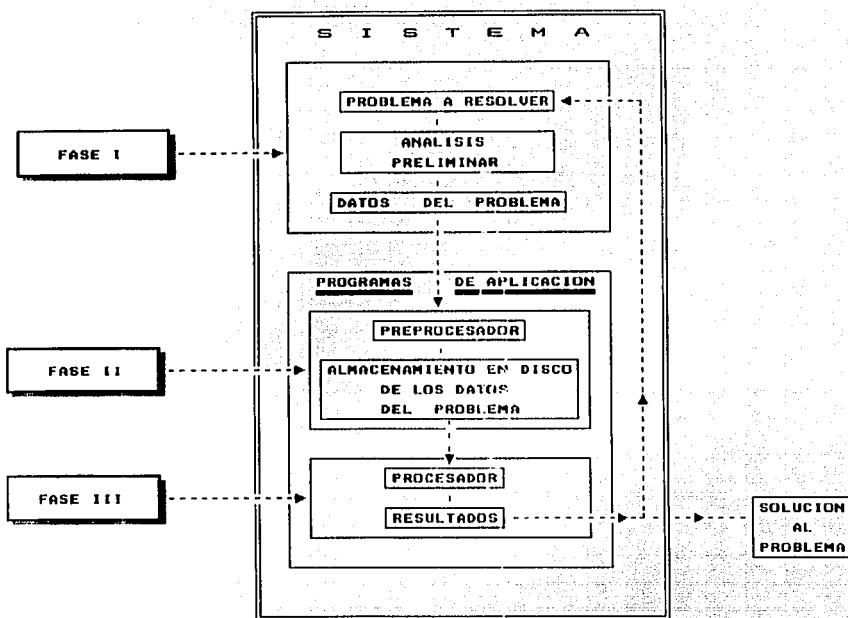 S I S T E M A
PROBLEMA A RESOLVER
FASE I
ANALISIS
PRELIMINAR
DATOS DEL PROBLEMA
PROGRAMAS DE APLICACION
PREPROCESADOR
FASE II
ALMACENAMIENTO EN DISCO
DE LOS DATOS
DEL PROBLEMA
PROCESADOR
FASE III
RESULTADOS
SOLUCION
AL
PROBLEMA